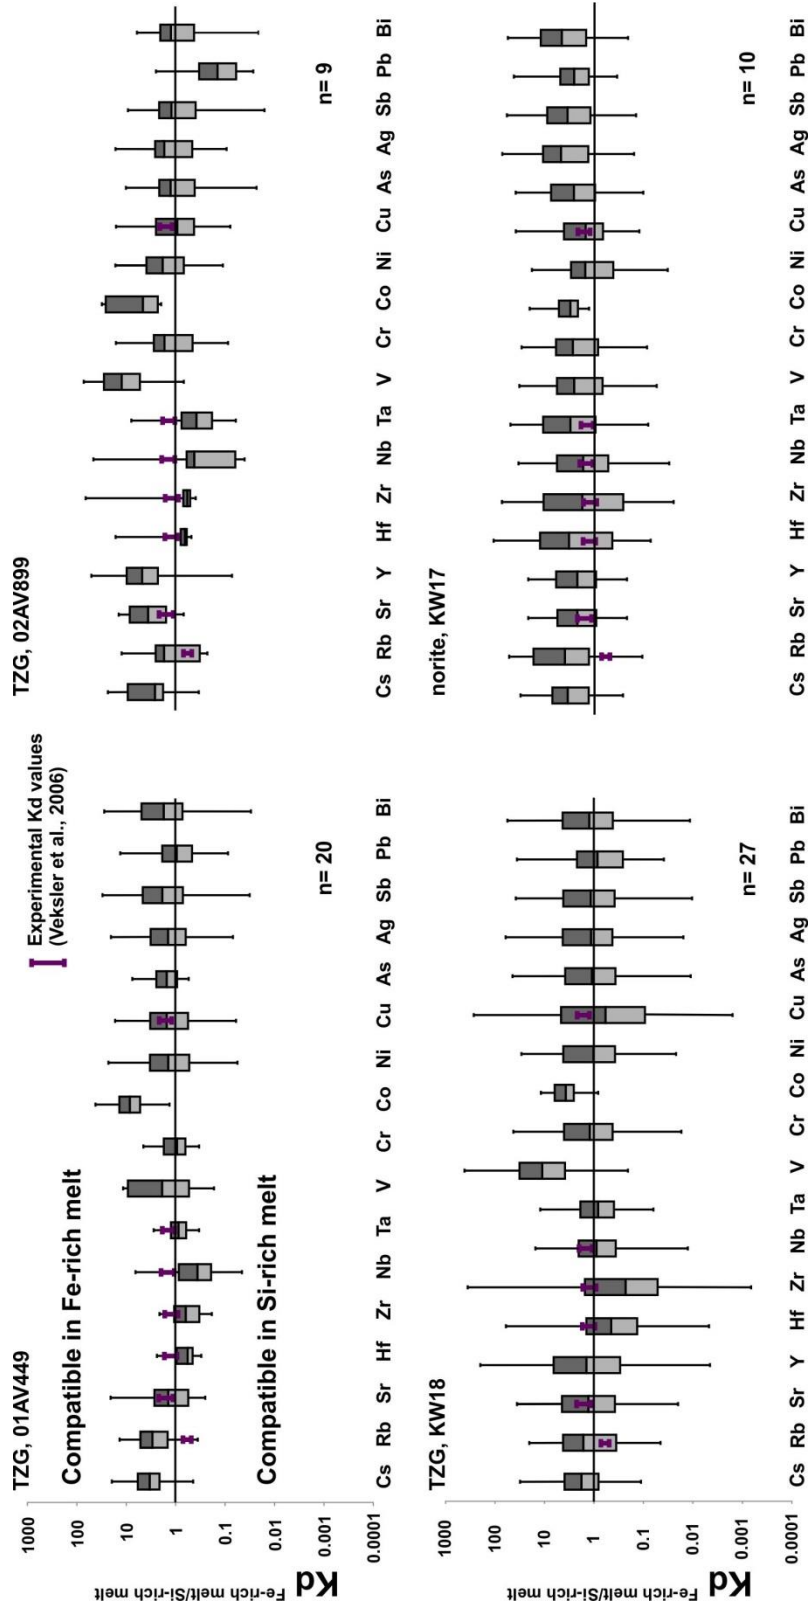 TZG, 01AV449
Experimental Kd values
(Veksler et al., 2006)
Compatible in Fe-rich melt
Compatible in Si-rich melt
1000
100
10
1
0.1
0.01
0.001
0.0001
Fe-rich melt/Si-rich melt
Kd
n= 20
Cs Rb Sr Hf Zr Nb Ta V Cr Co Ni Cu As Ag Sb Pb Bi
TZG, 02AV899
n= 9
Cs Rb Sr Y Hf Zr Nb Ta V Cr Co Ni Cu As Ag Sb Pb Bi
TZG, KW18
1000
100
10
1
0.1
0.01
0.001
0.0001
Fe-rich melt/Si-rich melt
Kd
n= 27
Cs Rb Sr Y Hf Zr Nb Ta V Cr Co Ni Cu As Ag Sb Pb Bi
norite, KW17
n= 10
Cs Rb Sr Y Hf Zr Nb Ta V Cr Co Ni Cu As Ag Sb Pb Bi